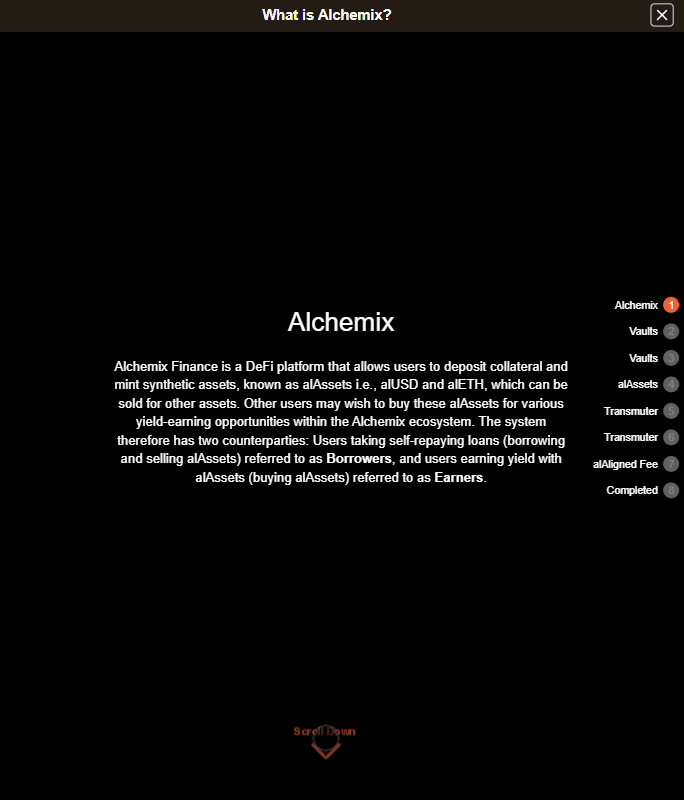 What is Alchemix?
Alchemix
Alchemix Finance is a DeFi platform that allows users to deposit collateral and
mint synthetic assets, known as alAssets i.e., alUSD and alETH, which can be
sold for other assets. Other users may wish to buy these alAssets for various
yield-earning opportunities within the Alchemix ecosystem. The system
therefore has two counterparties: Users taking self-repaying loans (borrowing
and selling alAssets) referred to as Borrowers, and users earning yield with
alAssets (buying alAssets) referred to as Earners.
Alchemix 1
Vaults 2
Vaults 3
alAssets 4
Transmuter 5
Transmuter 6
alAligned Fee 7
Completed 8
Scroll Down